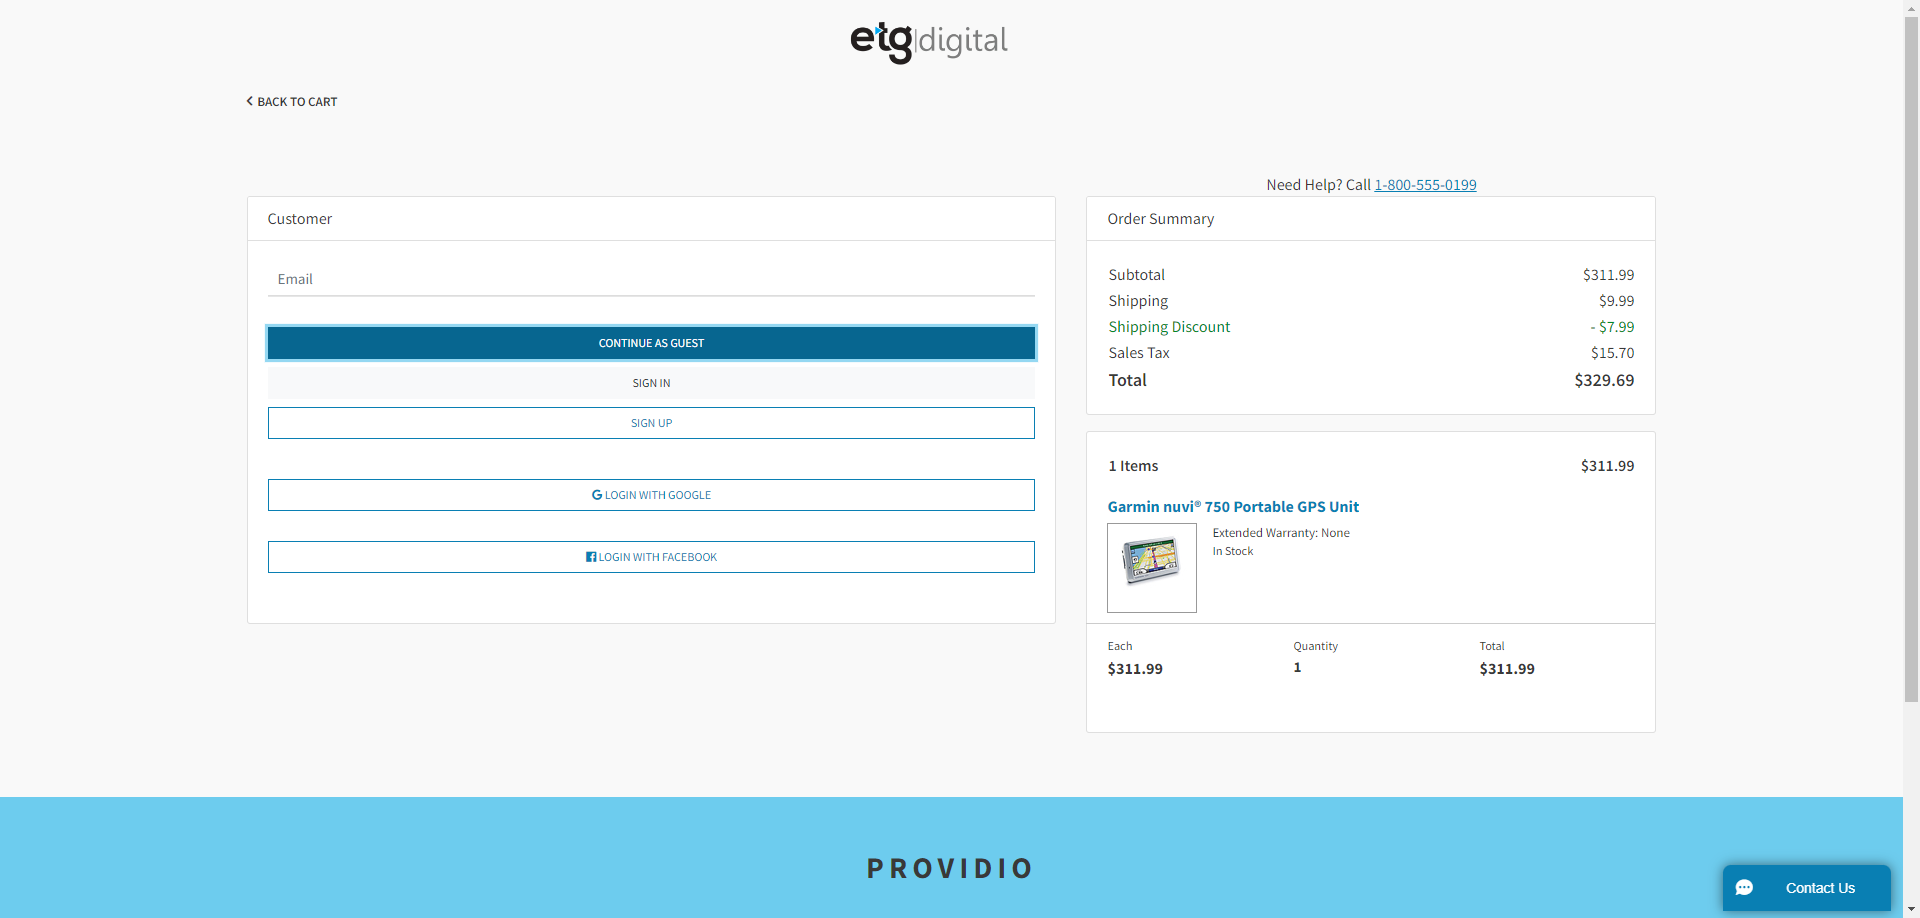 etg|digital
BACK TO CART
Need Help? Call 1-800-555-0199
Customer
Email
CONTINUE AS GUEST
SIGN IN
SIGN UP
LOGIN WITH GOOGLE
LOGIN WITH FACEBOOK
Order Summary
Subtotal $311.99
Shipping $9.99
Shipping Discount - $7.99
Sales Tax $15.70
Total $329.69
1 Items $311.99
Garmin nuvi® 750 Portable GPS Unit
Extended Warranty: None
In Stock
Each Quantity Total
$311.99 1 $311.99
PROVIDIO
Contact Us